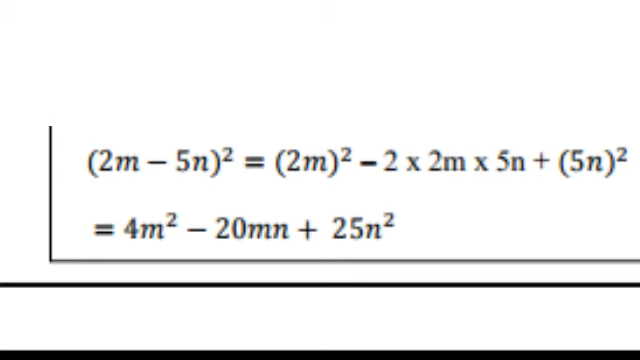 (2m − 5n)² = (2m)² – 2 x 2m x 5n + (5n)²
= 4m² − 20mn + 25n²